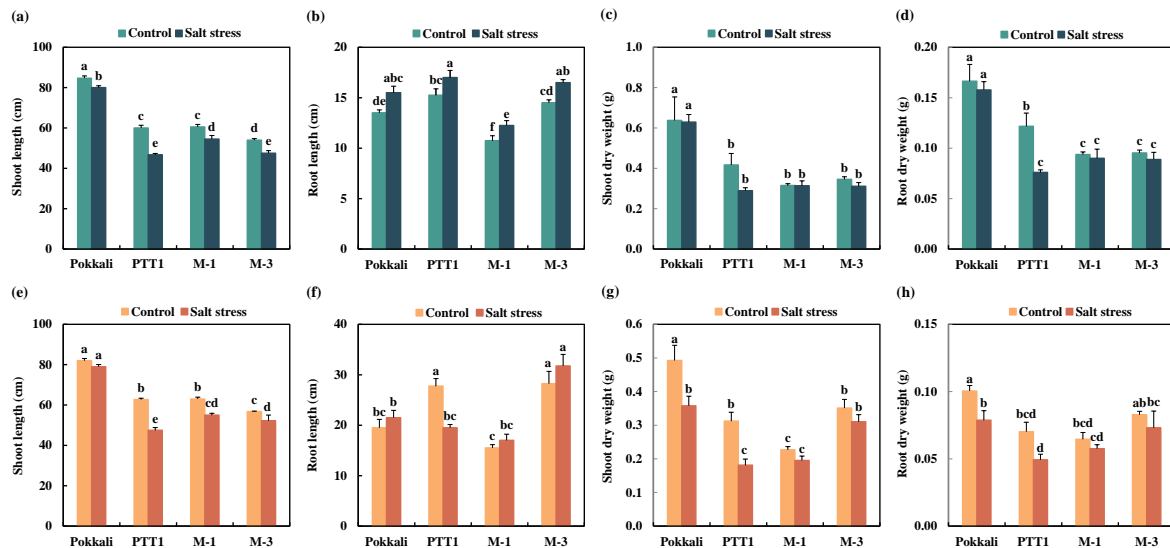 (a)
Control Salt stress
Shoot length (cm)
100
80
60
40
20
0
a b c e c d d e
Pokkali PTT1 M-1 M-3
(b)
Control Salt stress
Root length (cm)
20
15
10
5
0
de abc bc a f e cd ab
Pokkali PTT1 M-1 M-3
(c)
Control Salt stress
Shoot dry weight (g)
1.0
0.8
0.6
0.4
0.2
0.0
a a b b b b b b
Pokkali PTT1 M-1 M-3
(d)
Control Salt stress
Root dry weight (g)
0.20
0.15
0.10
0.05
0.00
a a b c c c c c
Pokkali PTT1 M-1 M-3
(e)
Control Salt stress
Shoot length (cm)
100
80
60
40
20
0
a a b e b cd c d
Pokkali PTT1 M-1 M-3
(f)
Control Salt stress
Root length (cm)
40
30
20
10
0
bc bc a bc c bc a a
Pokkali PTT1 M-1 M-3
(g)
Control Salt stress
Shoot dry weight (g)
0.6
0.5
0.4
0.3
0.2
0.1
0.0
a b b c c c b b
Pokkali PTT1 M-1 M-3
(h)
Control Salt stress
Root dry weight (g)
0.15
0.10
0.05
0.00
a b bcd d bcd cd ab bc
Pokkali PTT1 M-1 M-3